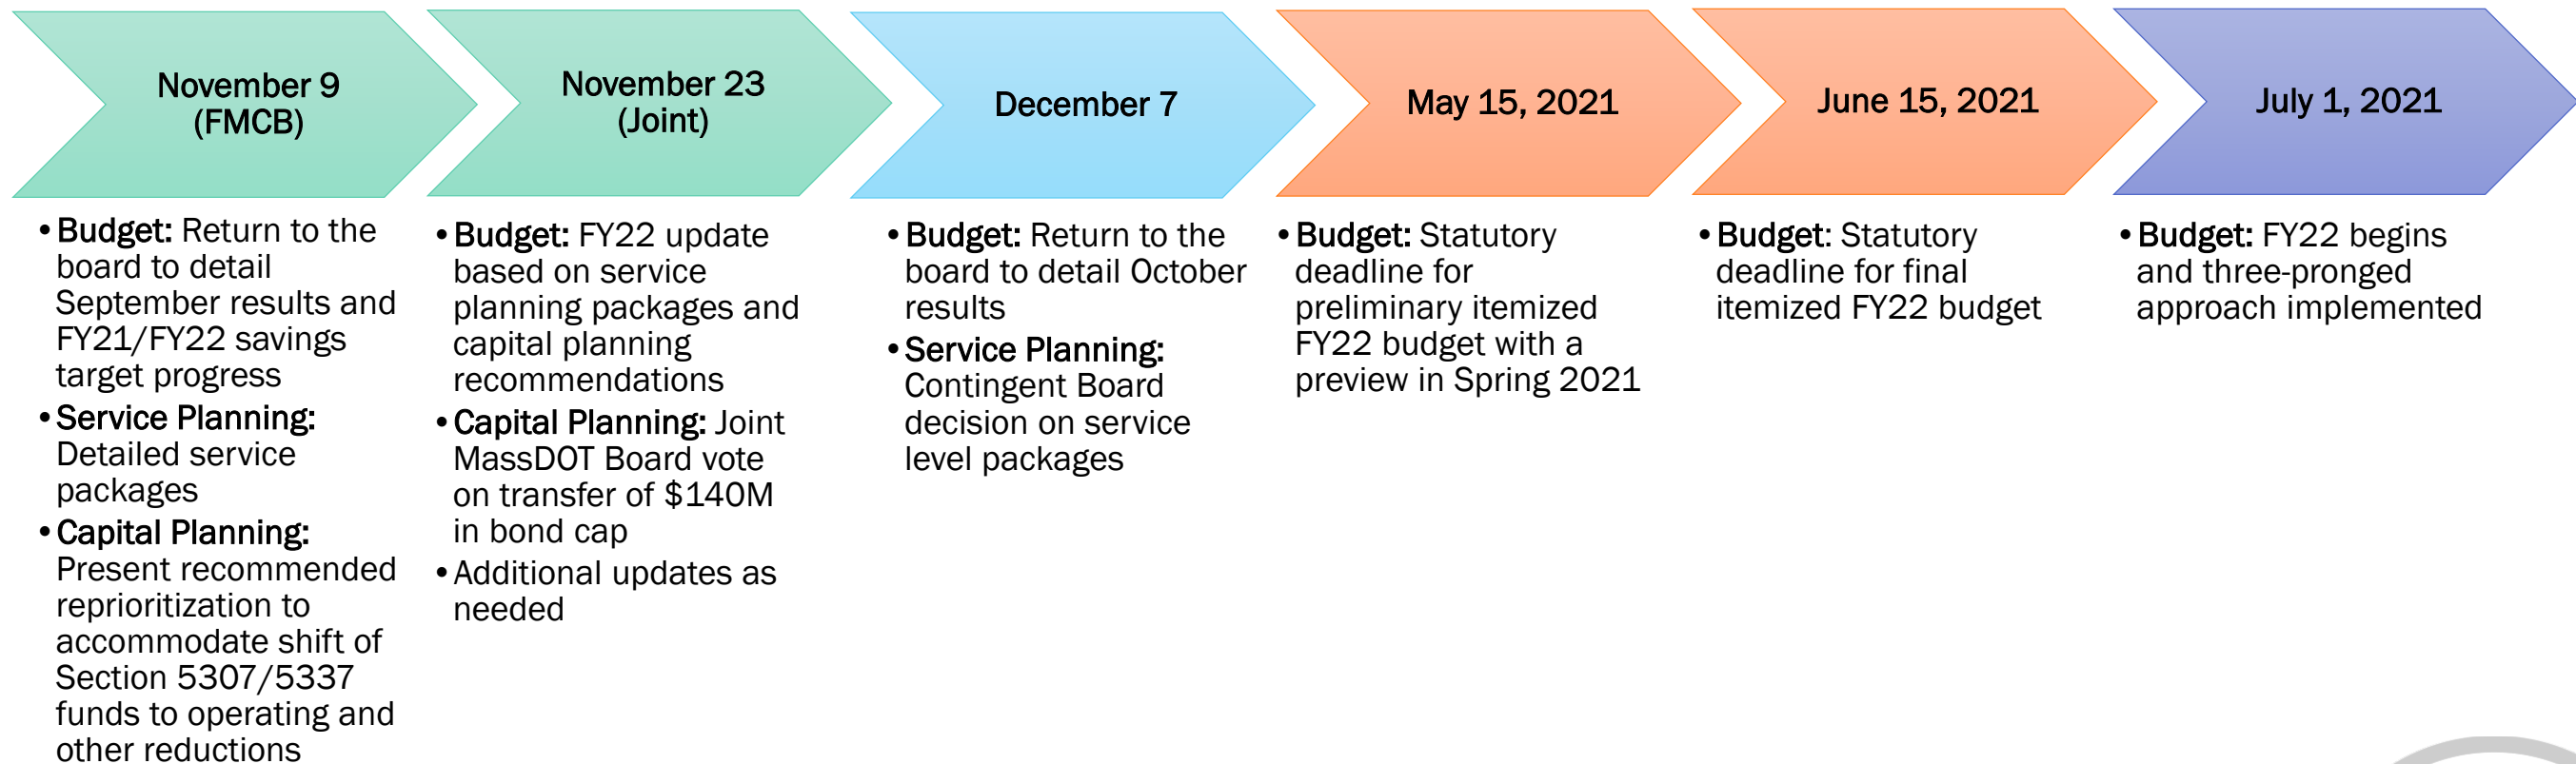 November 9
(FMCB)
November 23
(Joint)
December 7
May 15, 2021
June 15, 2021
July 1, 2021
•Budget: Return to the
board to detail
September results and
FY21/FY22 savings
target progress
•Service Planning:
Detailed service
packages
•Capital Planning:
Present recommended
reprioritization to
accommodate shift of
Section 5307/5337
funds to operating and
other reductions
•Budget: FY22 update
based on service
planning packages and
capital planning
recommendations
•Capital Planning: Joint
MassDOT Board vote
on transfer of $140M
in bond cap
•Additional updates as
needed
•Budget: Return to the
board to detail October
results
•Service Planning:
Contingent Board
decision on service
level packages
•Budget: Statutory
deadline for
preliminary itemized
FY22 budget with a
preview in Spring 2021
•Budget: Statutory
deadline for final
itemized FY22 budget
•Budget: FY22 begins
and three-pronged
approach implemented